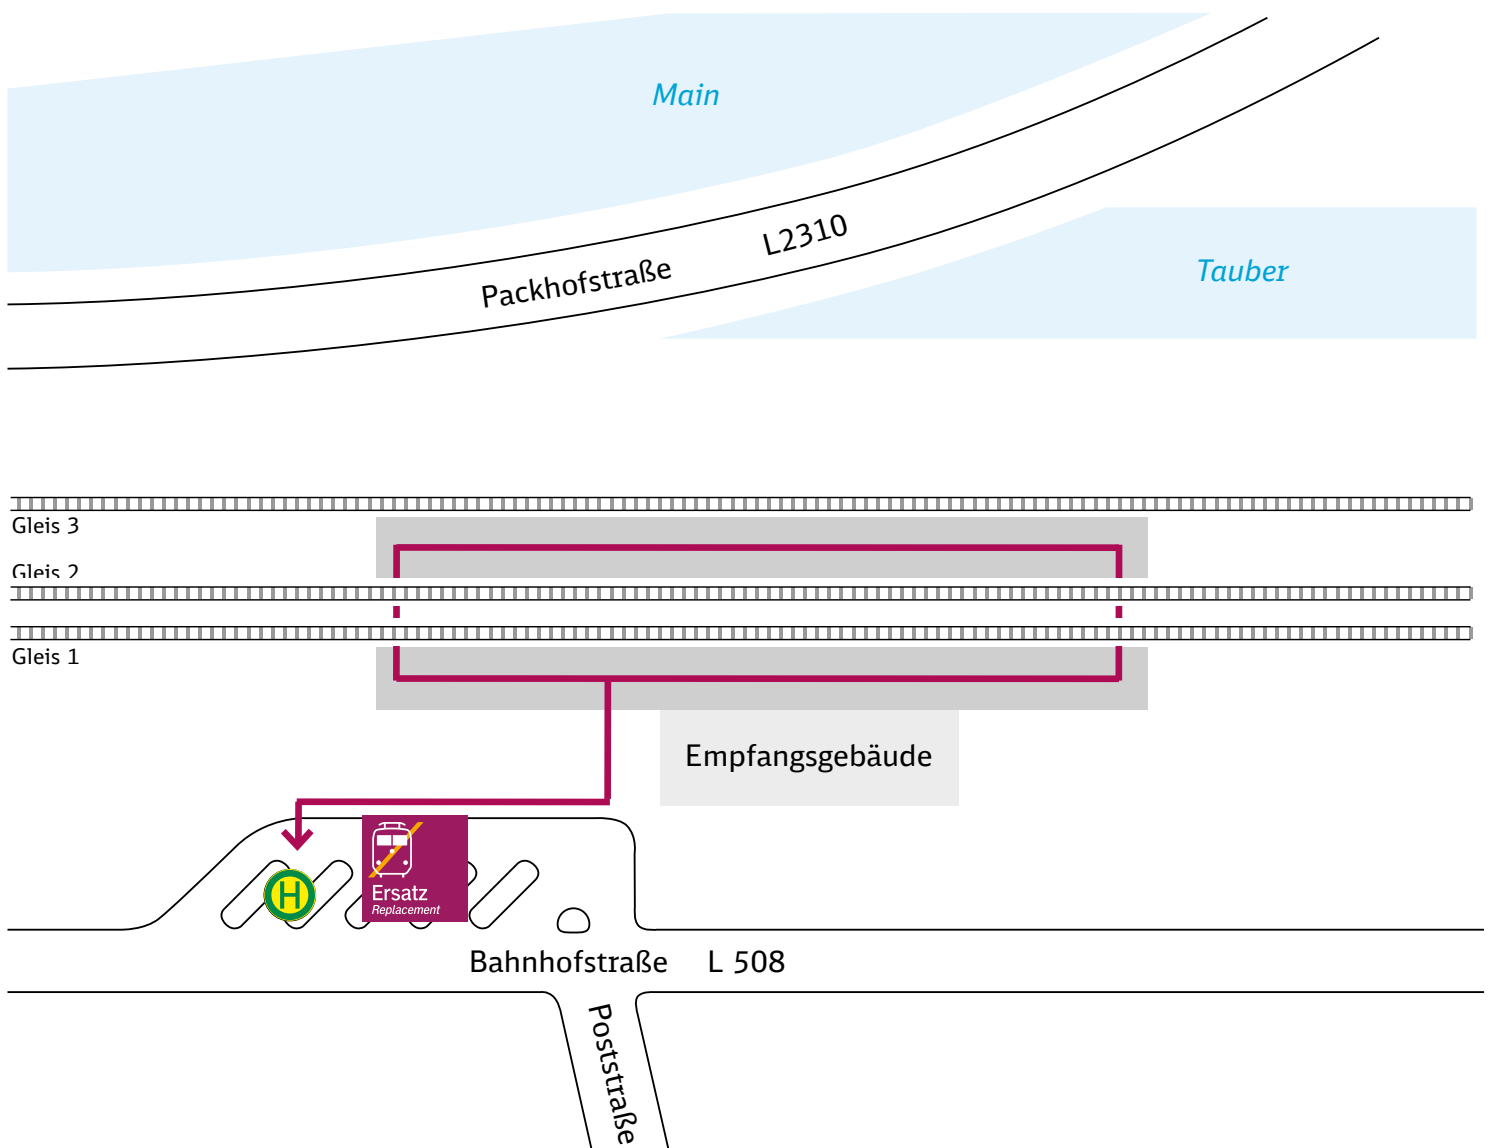 Main
L2310
Packhofstraße
Tauber
Gleis 3
Gleis 2
Gleis 1
Empfangsgebäude
Ersatz
Replacement
H
Bahnhofstraße L 508
Poststraße